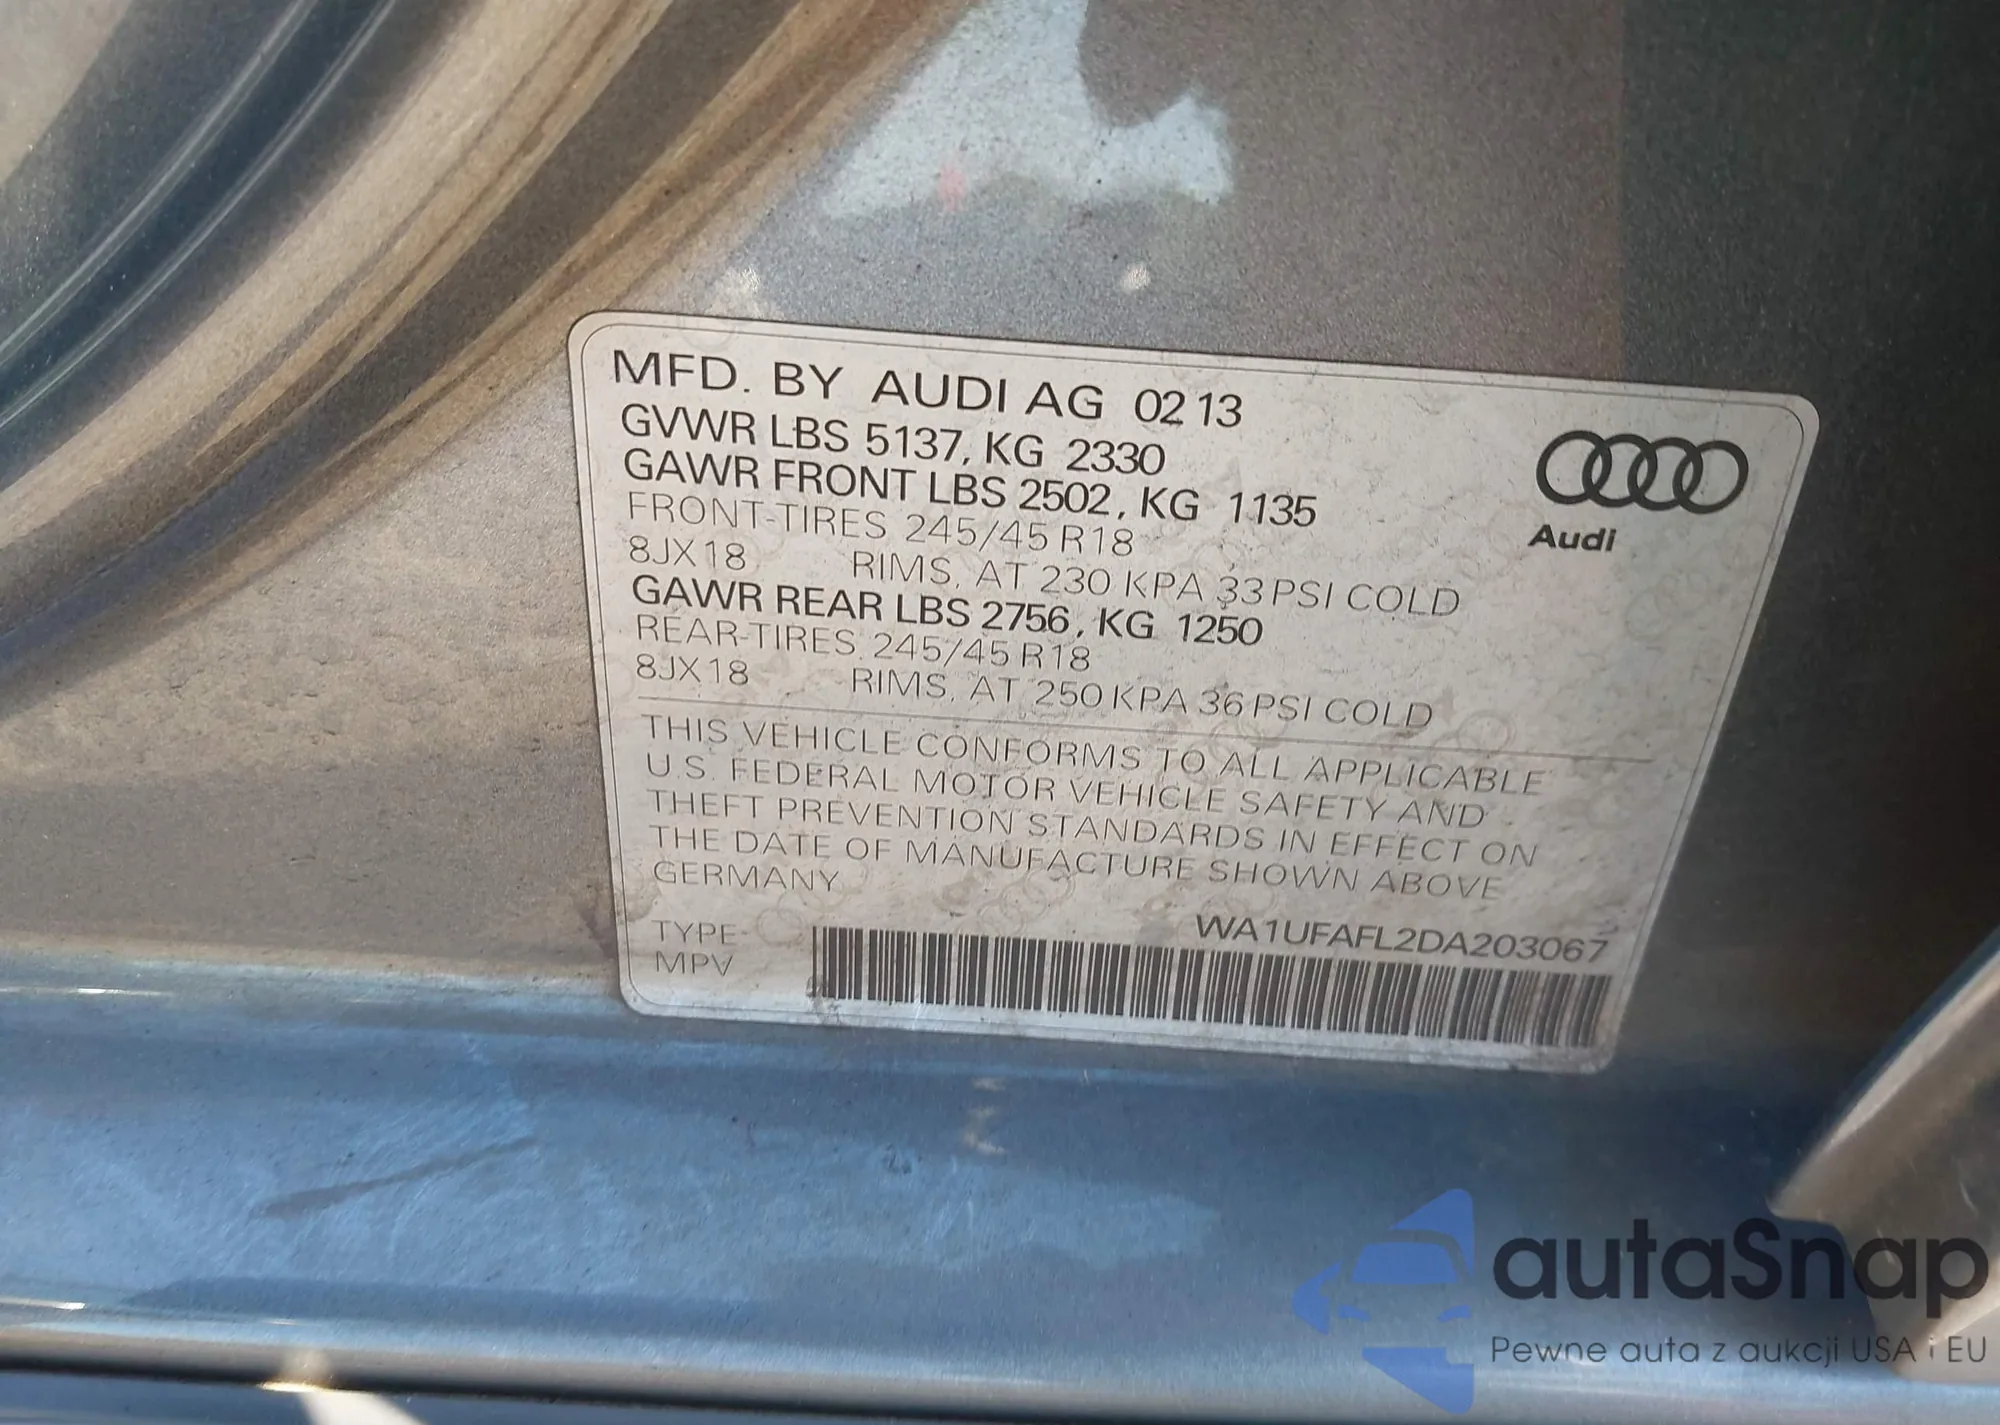 MFD. BY AUDI AG 02 13
GVWR LBS 5137, KG 2330
GAWR FRONT LBS 2502, KG 1135
FRONT-TIRES 245/45 R18
8JX18 RIMS, AT 230 KPA 33 PSI COLD
GAWR REAR LBS 2756, KG 1250
REAR-TIRES 245/45 R18
8JX18 RIMS, AT 250 KPA 36 PSI COLD
Audi
THIS VEHICLE CONFORMS TO ALL APPLICABLE
U.S. FEDERAL MOTOR VEHICLE SAFETY AND
THEFT PREVENTION STANDARDS IN EFFECT ON
THE DATE OF MANUFACTURE SHOWN ABOVE
GERMANY
WA1UFAFL2DA203067
TYPE-
MPV
autaSnap
Pewne auta z aukcji USA i EU